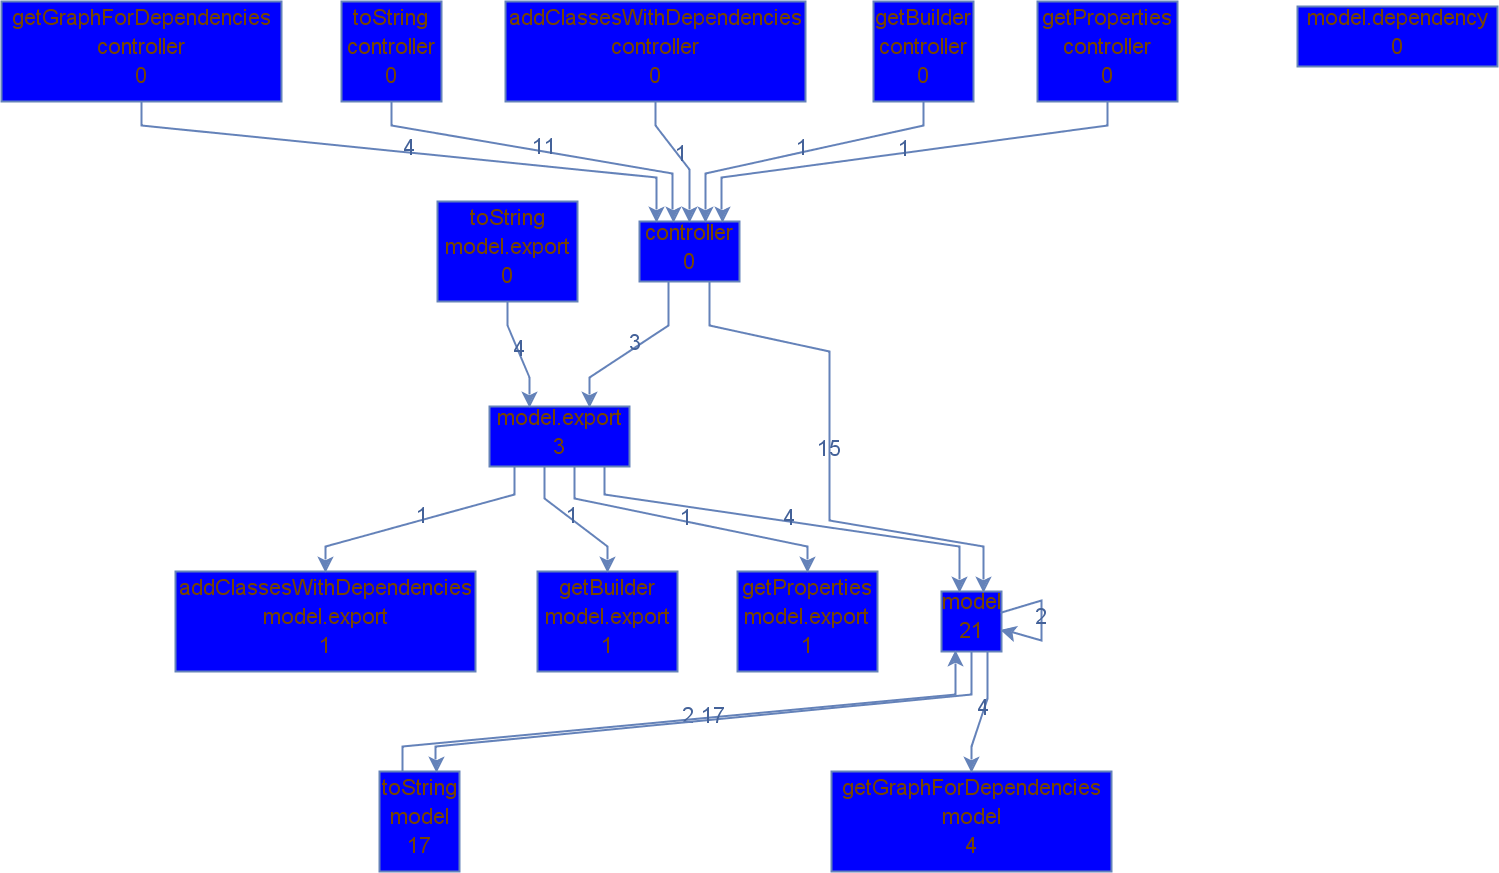 getGraphForDependencies
controller
0
toString
controller
0
addClassesWithDependencies
controller
0
getBuilder
controller
0
getProperties
controller
0
model.dependency
0
4
11
1
1
1
toString
model.export
0
controller
0
4
3
model.export
3
15
1
1
1
4
addClassesWithDependencies
model.export
1
getBuilder
model.export
1
getProperties
model.export
1
model
21
2
2
17
4
toString
model
17
getGraphForDependencies
model
4